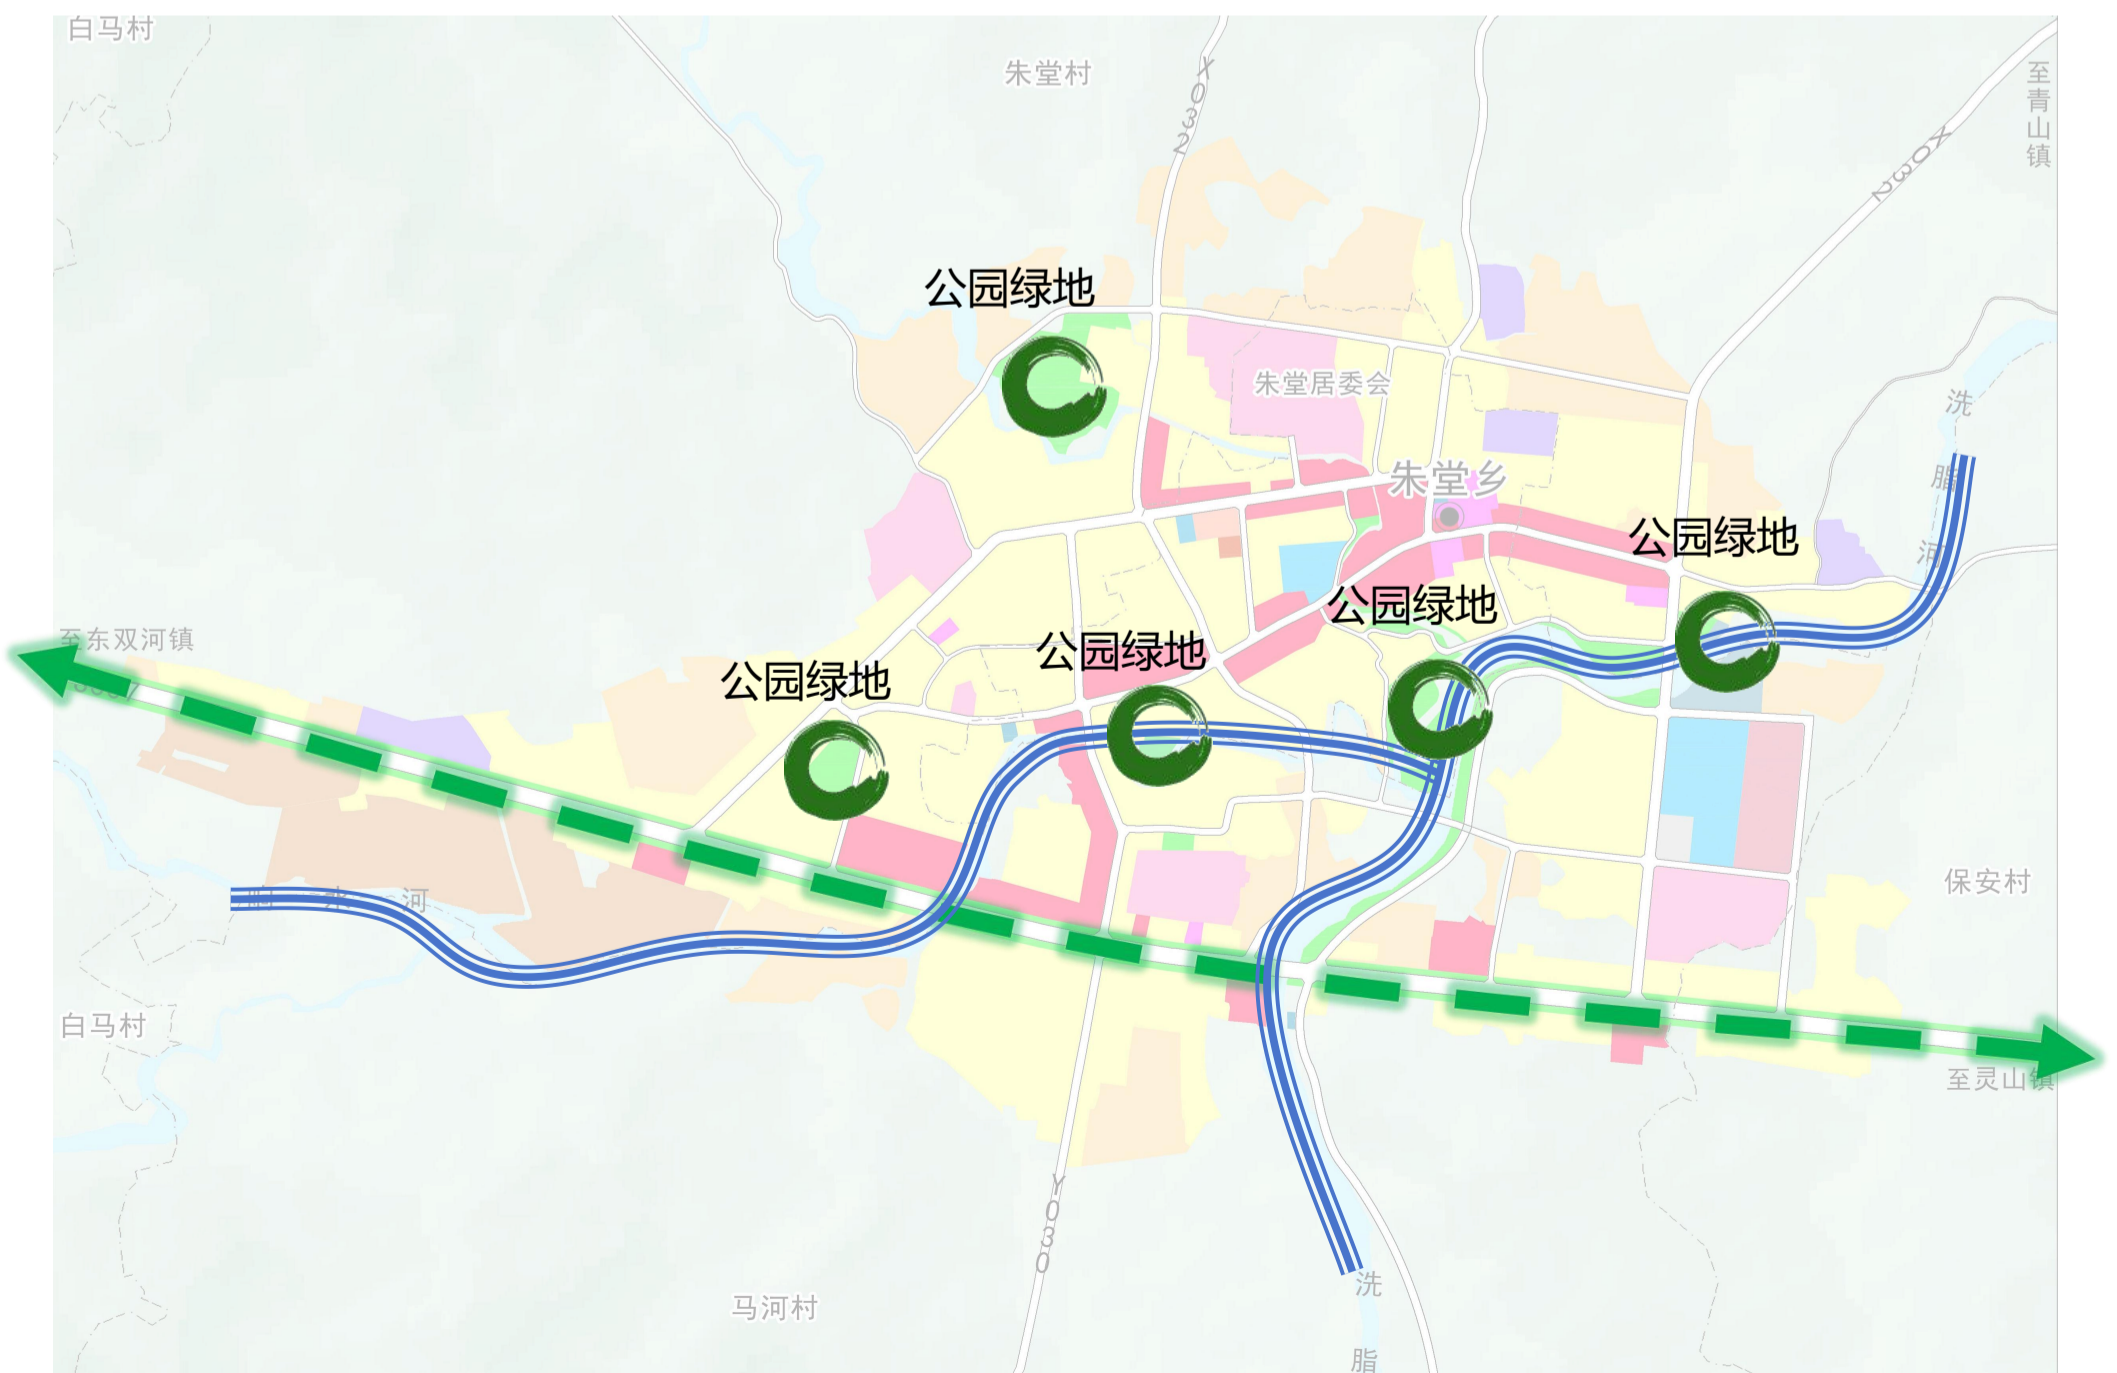 白马村
朱堂村
X032
至青山镇
X032
公园绿地
朱堂居委会
洗脂河
朱堂乡
公园绿地
公园绿地
至东双河镇
公园绿地
公园绿地
保安村
水河
白马村
至灵山镇
Y030
马河村
洗脂